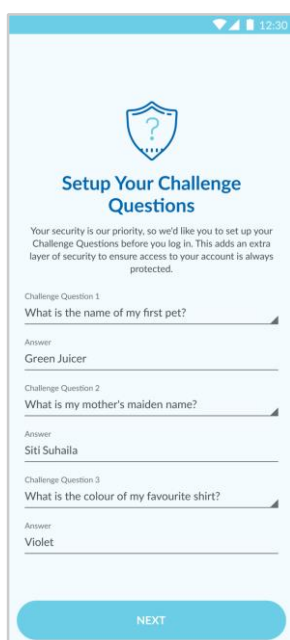 12:30
?
Setup Your Challenge
Questions
Your security is our priority, so we'd like you to set up your
Challenge Questions before you log in. This adds an extra
layer of security to ensure access to your account is always
protected.
Challenge Question 1
What is the name of my first pet?
Answer
Green Juicer
Challenge Question 2
What is my mother's maiden name?
Answer
Siti Suhaila
Challenge Question 3
What is the colour of my favourite shirt?
Answer
Violet
NEXT